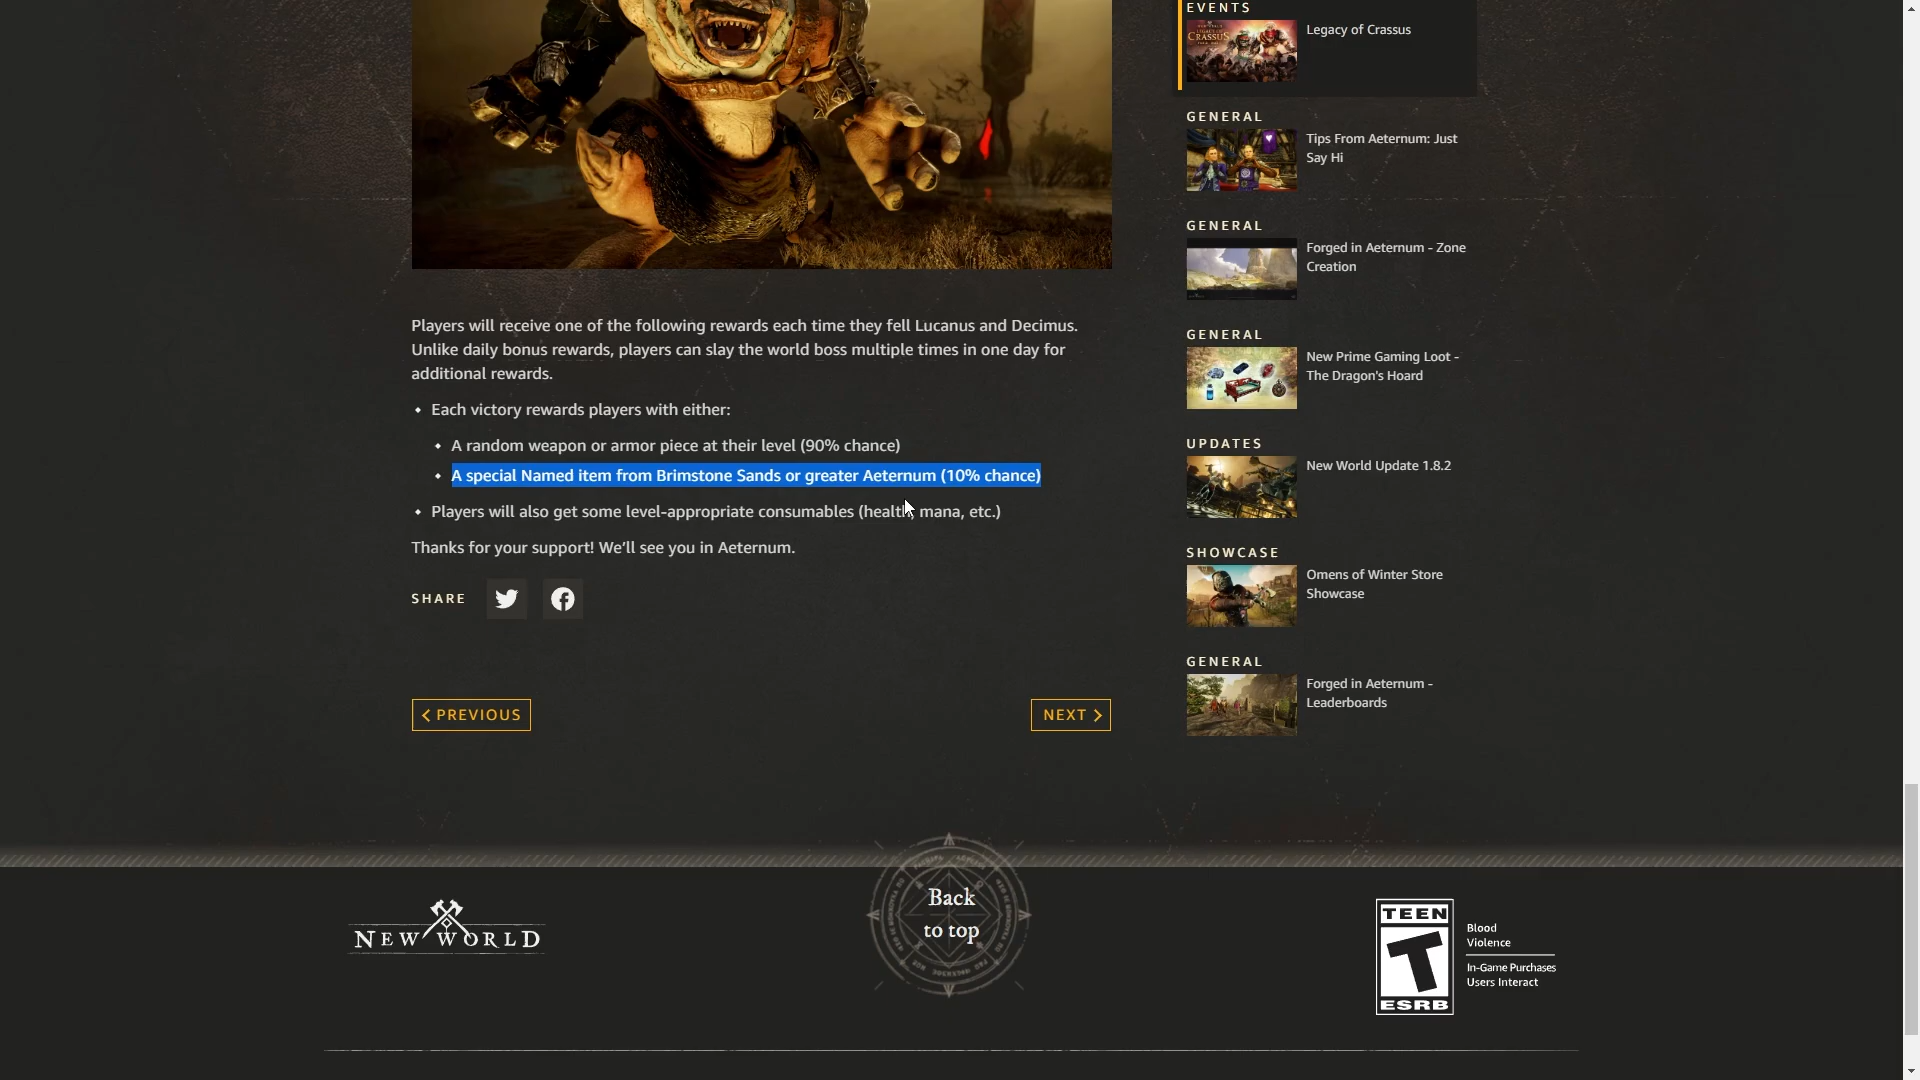 EVENTS
Legacy of Crassus
CRASSUS
GENERAL
Tips From Aeternum: Just
Say Hi
GENERAL
Forged in Aeternum - Zone
Creation
GENERAL
New Prime Gaming Loot -
The Dragon's Hoard
UPDATES
New World Update 1.8.2
SHOWCASE
Omens of Winter Store
Showcase
GENERAL
Forged in Aeternum -
Leaderboards
Players will receive one of the following rewards each time they fell Lucanus and Decimus.
Unlike daily bonus rewards, players can slay the world boss multiple times in one day for
additional rewards.
Each victory rewards players with either:
A random weapon or armor piece at their level (90% chance)
A special Named item from Brimstone Sands or greater Aeternum (10% chance)
Players will also get some level-appropriate consumables (health, mana, etc.)
Thanks for your support! We’ll see you in Aeternum.
SHARE
PREVIOUS
NEXT
NEW WORLD
Back
to top
TEEN
T
ESRB
Blood
Violence
In-Game Purchases
Users Interact